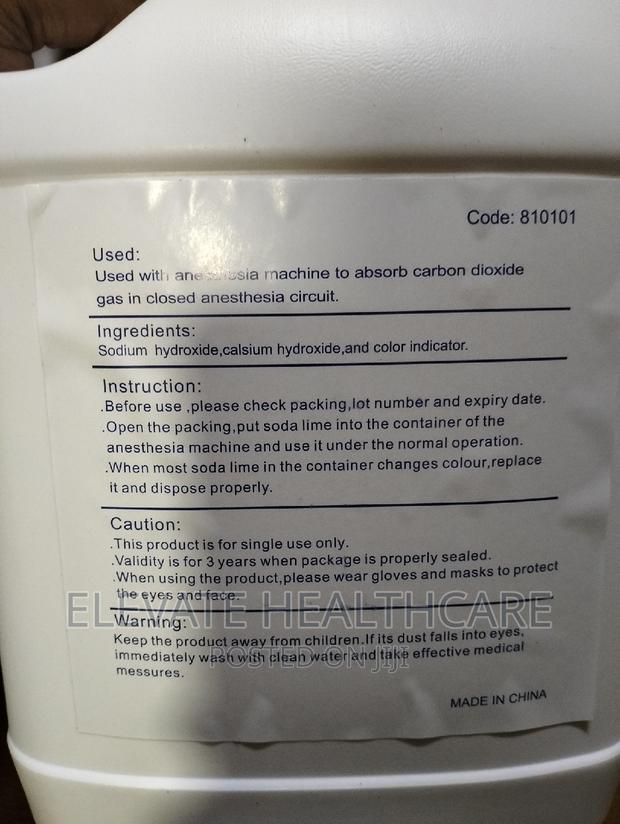 Code: 810101
Used:
Used with anesthesia machine to absorb carbon dioxide
gas in closed anesthesia circuit.
Ingredients:
Sodium hydroxide,calsium hydroxide,and color indicator.
Instruction:
.Before use ,please check packing,lot number and expiry date.
.Open the packing,put soda lime into the container of the
anesthesia machine and use it under the normal operation.
.When most soda lime in the container changes colour,replace
it and dispose properly.
Caution:
.This product is for single use only.
.Validity is for 3 years when package is properly sealed.
.When using the product,please wear gloves and masks to protect
the eyes and face.
ELEVATE HEALTHCARE
Warning:
Keep the product away from children.If its dust falls into eyes,
immediately wash with clean water and take effective medical
messures.
POSTED ON JIJI
MADE IN CHINA